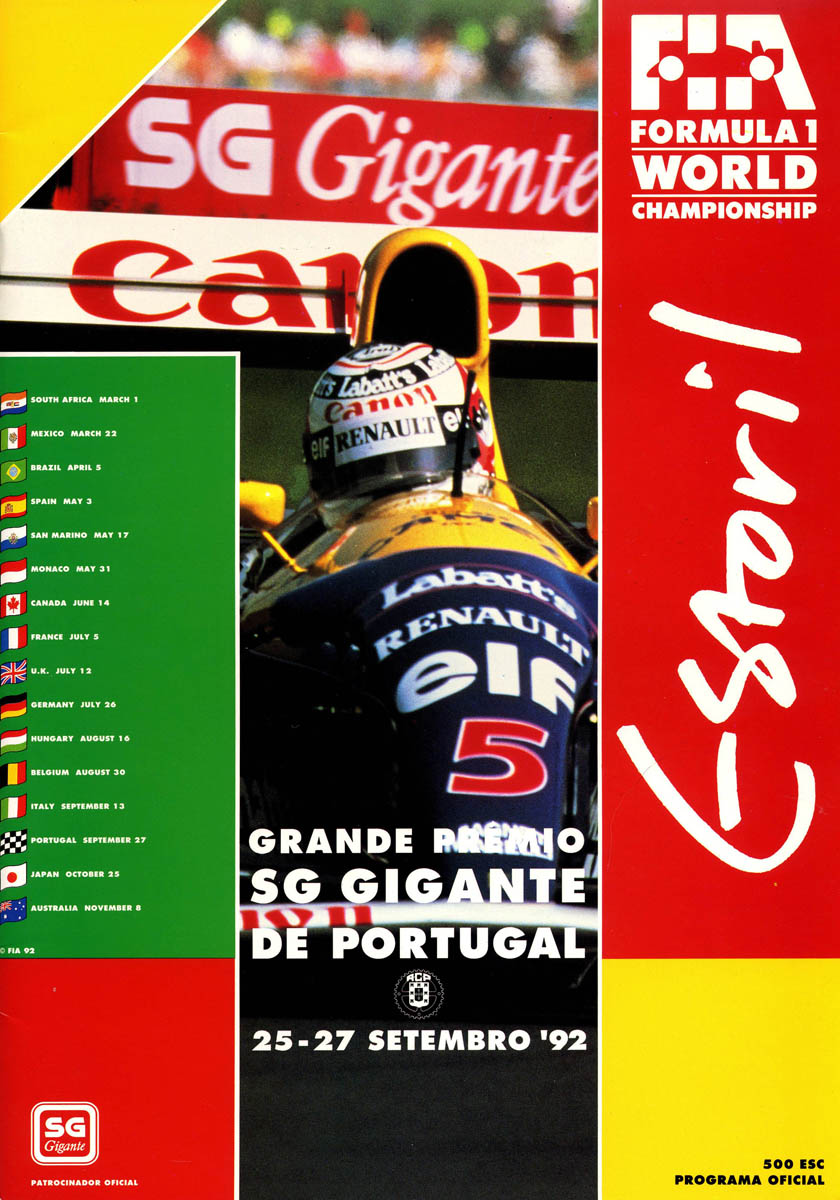 FIA
FORMULA 1
WORLD
CHAMPIONSHIP
SG Gigante
Canon
Labatt's
Canon
elf RENAULT
CAMEL
Labatt's
RENAULT
elf
5
Estoril
SOUTH AFRICA MARCH 1
MEXICO MARCH 22
BRAZIL APRIL 5
SPAIN MAY 3
SAN MARINO MAY 17
MONACO MAY 31
CANADA JUNE 14
FRANCE JULY 5
U.K. JULY 12
GERMANY JULY 26
HUNGARY AUGUST 16
BELGIUM AUGUST 30
ITALY SEPTEMBER 13
PORTUGAL SEPTEMBER 27
JAPAN OCTOBER 25
AUSTRALIA NOVEMBER 8
© FIA 92
GRANDE PRÉMIO
SG GIGANTE
DE PORTUGAL
ACP
25-27 SETEMBRO '92
SG
Gigante
PATROCINADOR OFICIAL
500 ESC
PROGRAMA OFICIAL